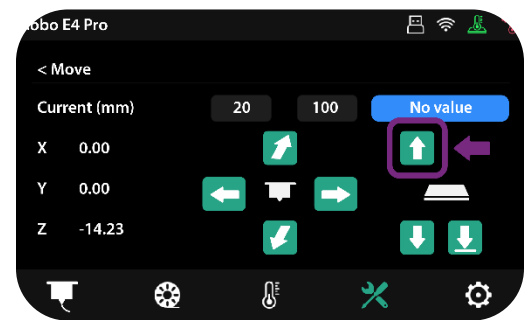 obo E4 Pro
< Move
Current (mm) 20 100 No value
X 0.00
Y 0.00
Z -14.23